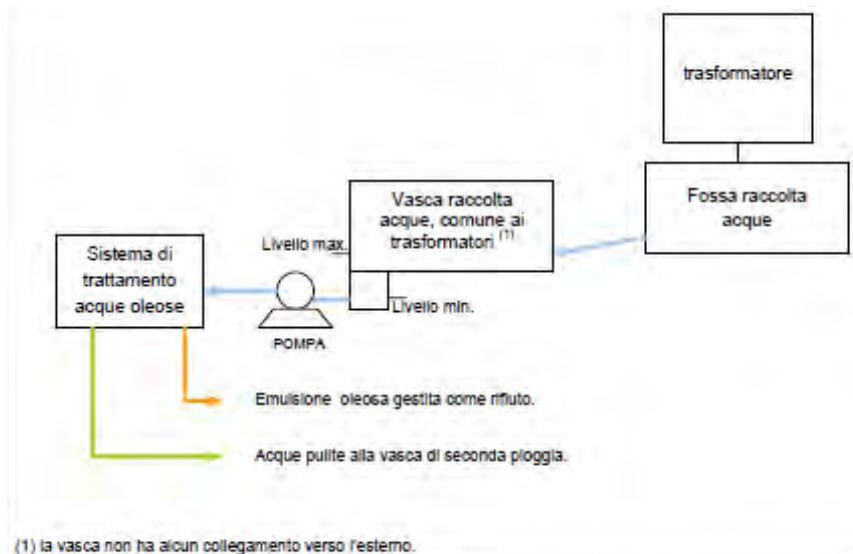 trasformatore
Fossa raccolta
acque
Vasca raccolta
acque, comune ai
trasformatori (1)
Livello max.
Livello min.
Sistema di
trattamento
acque oleose
POMPA
Emulsione oleosa gestita come rifiuto.
Acque pulite alla vasca di seconda pioggia.
(1) la vasca non ha alcun collegamento verso l'esterno.